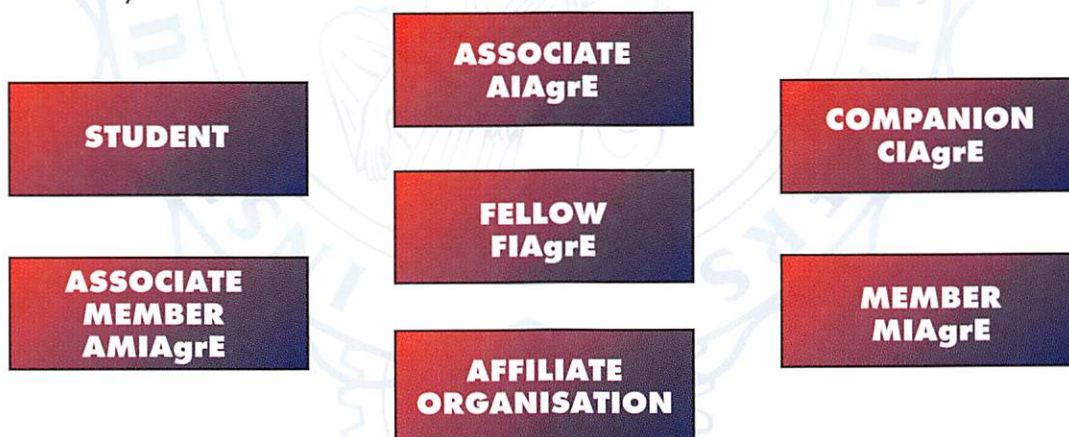 ASSOCIATE
AIAgrE
STUDENT
COMPANION
CIAgrE
FELLOW
FIAgrE
ASSOCIATE
MEMBER
AMIAgrE
MEMBER
MIAgrE
AFFILIATE
ORGANISATION